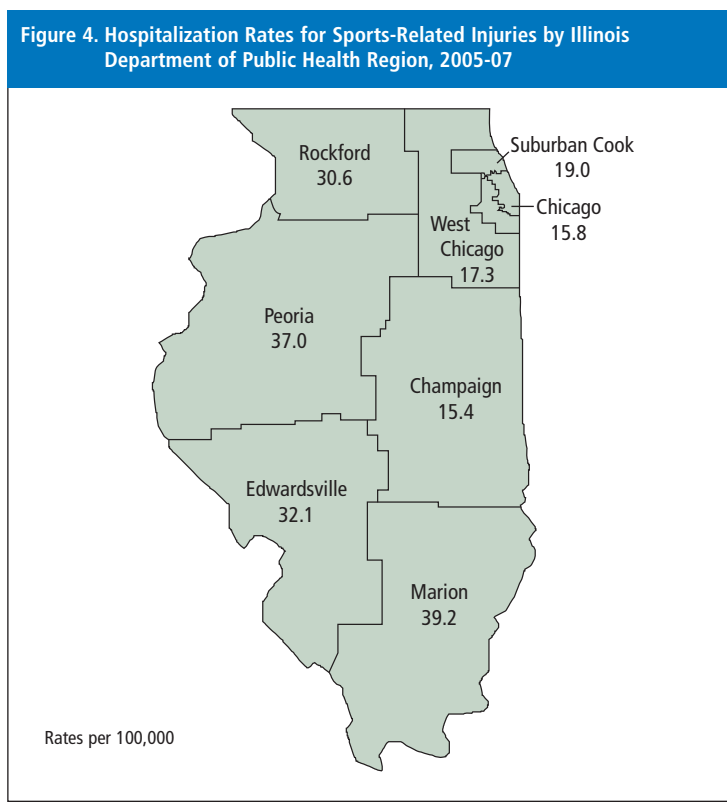 Figure 4. Hospitalization Rates for Sports-Related Injuries by Illinois
Department of Public Health Region, 2005-07
Rockford
30.6
Suburban Cook
19.0
Chicago
15.8
West
Chicago
17.3
Peoria
37.0
Champaign
15.4
Edwardsville
32.1
Marion
39.2
Rates per 100,000